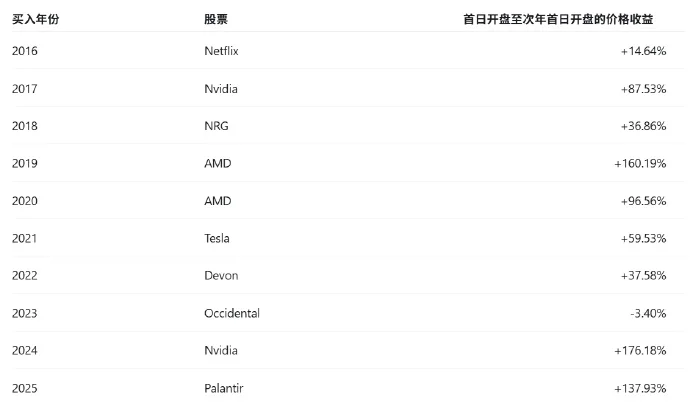 买入年份 股票 首日开盘至次年首日开盘的价格收益
2016 Netflix +14.64%
2017 Nvidia +87.53%
2018 NRG +36.86%
2019 AMD +160.19%
2020 AMD +96.56%
2021 Tesla +59.53%
2022 Devon +37.58%
2023 Occidental -3.40%
2024 Nvidia +176.18%
2025 Palantir +137.93%